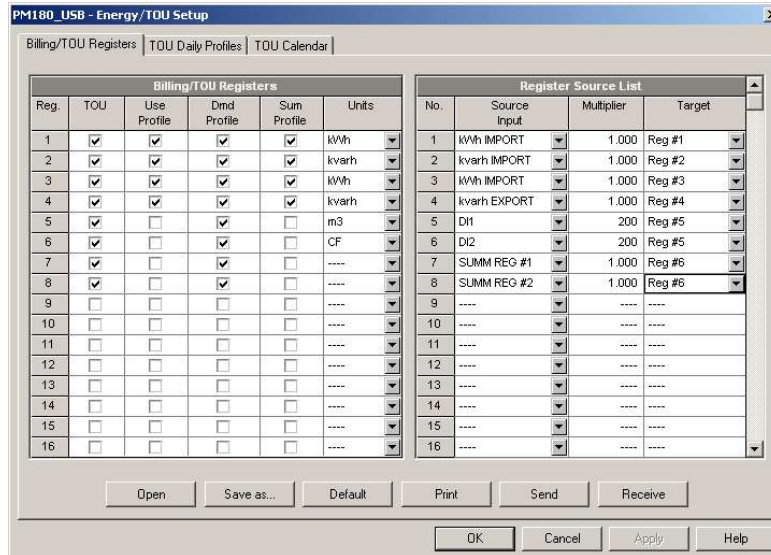 PM180_USB - Energy/TOU Setup
Billing/TOU Registers TOU Daily Profiles TOU Calendar
Billing/TOU Registers
Reg. TOU Use Profile Dmd Profile Sum Profile Units
1 kWh
2 kvarh
3 kWh
4 kvarh
5 m3
6 CF
7 ----
8 ----
9 ----
10 ----
11 ----
12 ----
13 ----
14 ----
15 ----
16 ----
Register Source List
No. Source Input Multiplier Target
1 kWh IMPORT 1.000 Reg #1
2 kvarh IMPORT 1.000 Reg #2
3 kWh IMPORT 1.000 Reg #3
4 kvarh EXPORT 1.000 Reg #4
5 DI1 200 Reg #5
6 DI2 200 Reg #5
7 SUMM REG #1 1.000 Reg #6
8 SUMM REG #2 1.000 Reg #6
9 ---- ---- ----
10 ---- ---- ----
11 ---- ---- ----
12 ---- ---- ----
13 ---- ---- ----
14 ---- ---- ----
15 ---- ---- ----
16 ---- ---- ----
Open Save as... Default Print Send Receive
OK Cancel Apply Help